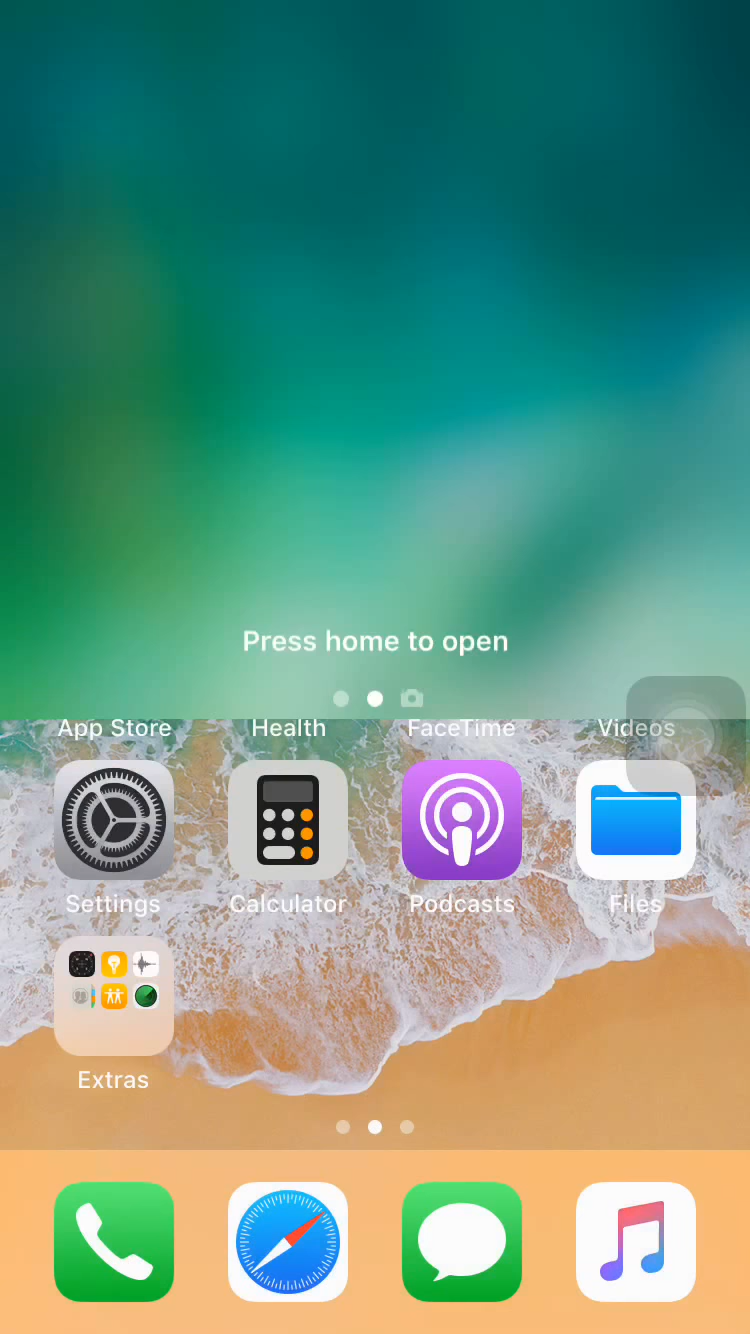 Press home to open
App Store Health FaceTime Videos
Settings Calculator Podcasts Files
Extras